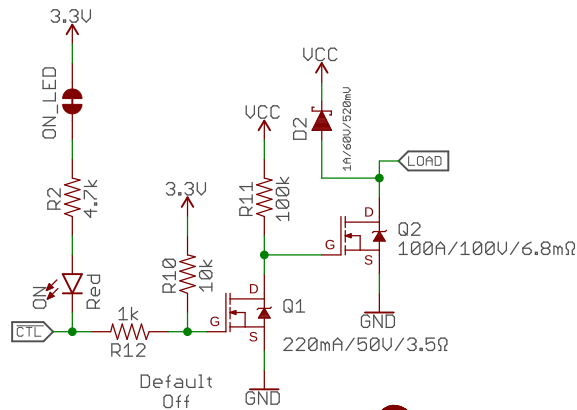 3.3V
ON_LED
R2
4.7k
ON
Red
CTL
1k
R12
3.3V
R10
10k
Default
Off
VCC
R11
100k
D
G
S
Q1
220mA/50V/3.5Ω
GND
VCC
D2
1A/60V/520mV
LOAD
D
G
S
Q2
100A/100V/6.8mΩ
GND